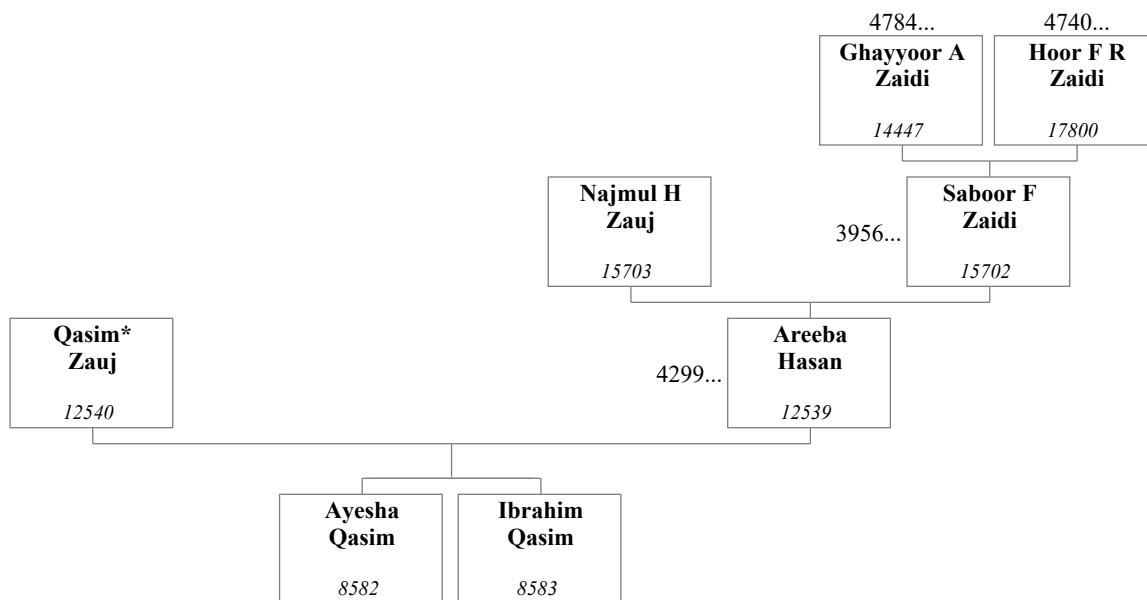 4784...
4740...
Ghayyoor A
Zaidi
14447
Hoor F R
Zaidi
17800
Najmul H
Zauj
15703
3956...
Saboor F
Zaidi
15702
Qasim*
Zauj
12540
4299...
Areeba
Hasan
12539
Ayesha
Qasim
8582
Ibrahim
Qasim
8583